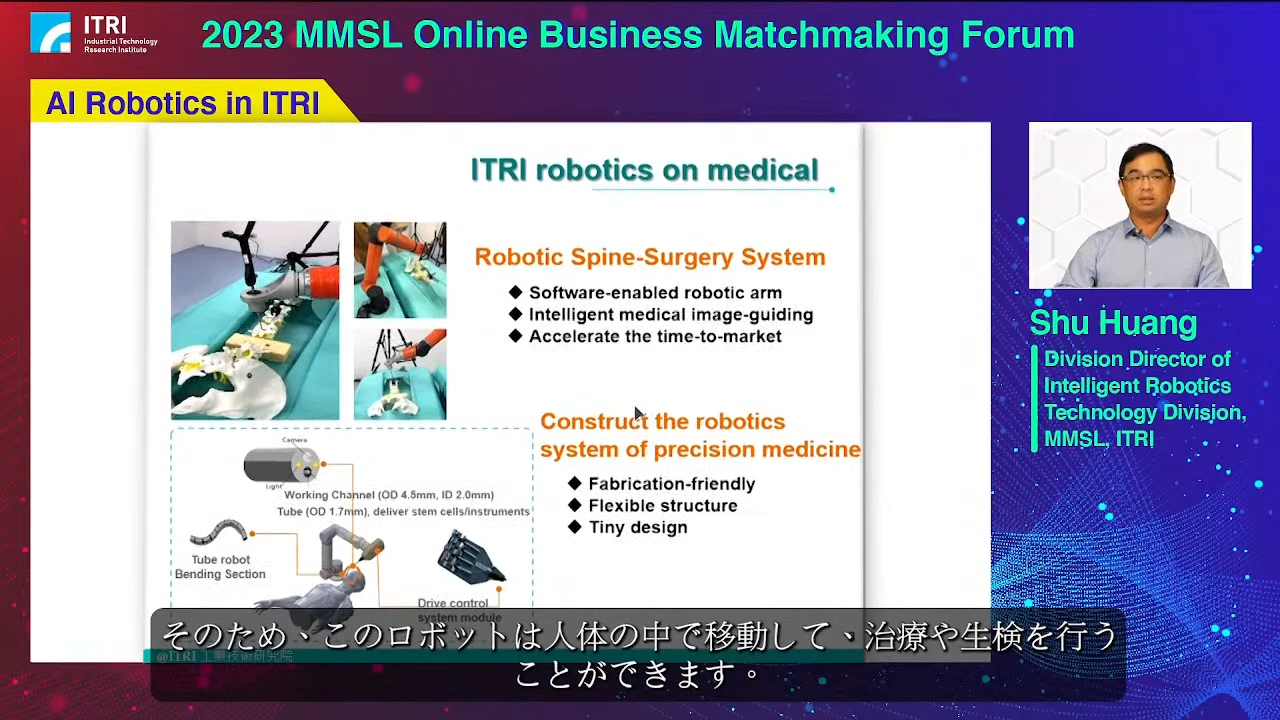 ITRI
Industrial Technology
Research Institute
2023 MMSL Online Business Matchmaking Forum
AI Robotics in ITRI
ITRI robotics on medical
Robotic Spine-Surgery System
◆ Software-enabled robotic arm
◆ Intelligent medical image-guiding
◆ Accelerate the time-to-market
Construct the robotics
system of precision medicine
◆ Fabrication-friendly
◆ Flexible structure
◆ Tiny design
Camera
Light
Working Channel (OD 4.5mm, ID 2.0mm)
Tube (OD 1.7mm), deliver stem cells/instruments
Tube robot
Bending Section
Drive control
system module
@ITRI 工業技術研究院
Shu Huang
Division Director of
Intelligent Robotics
Technology Division,
MMSL, ITRI
そのため、このロボットは人体の中で移動して、治療や生検を行う
ことができます。